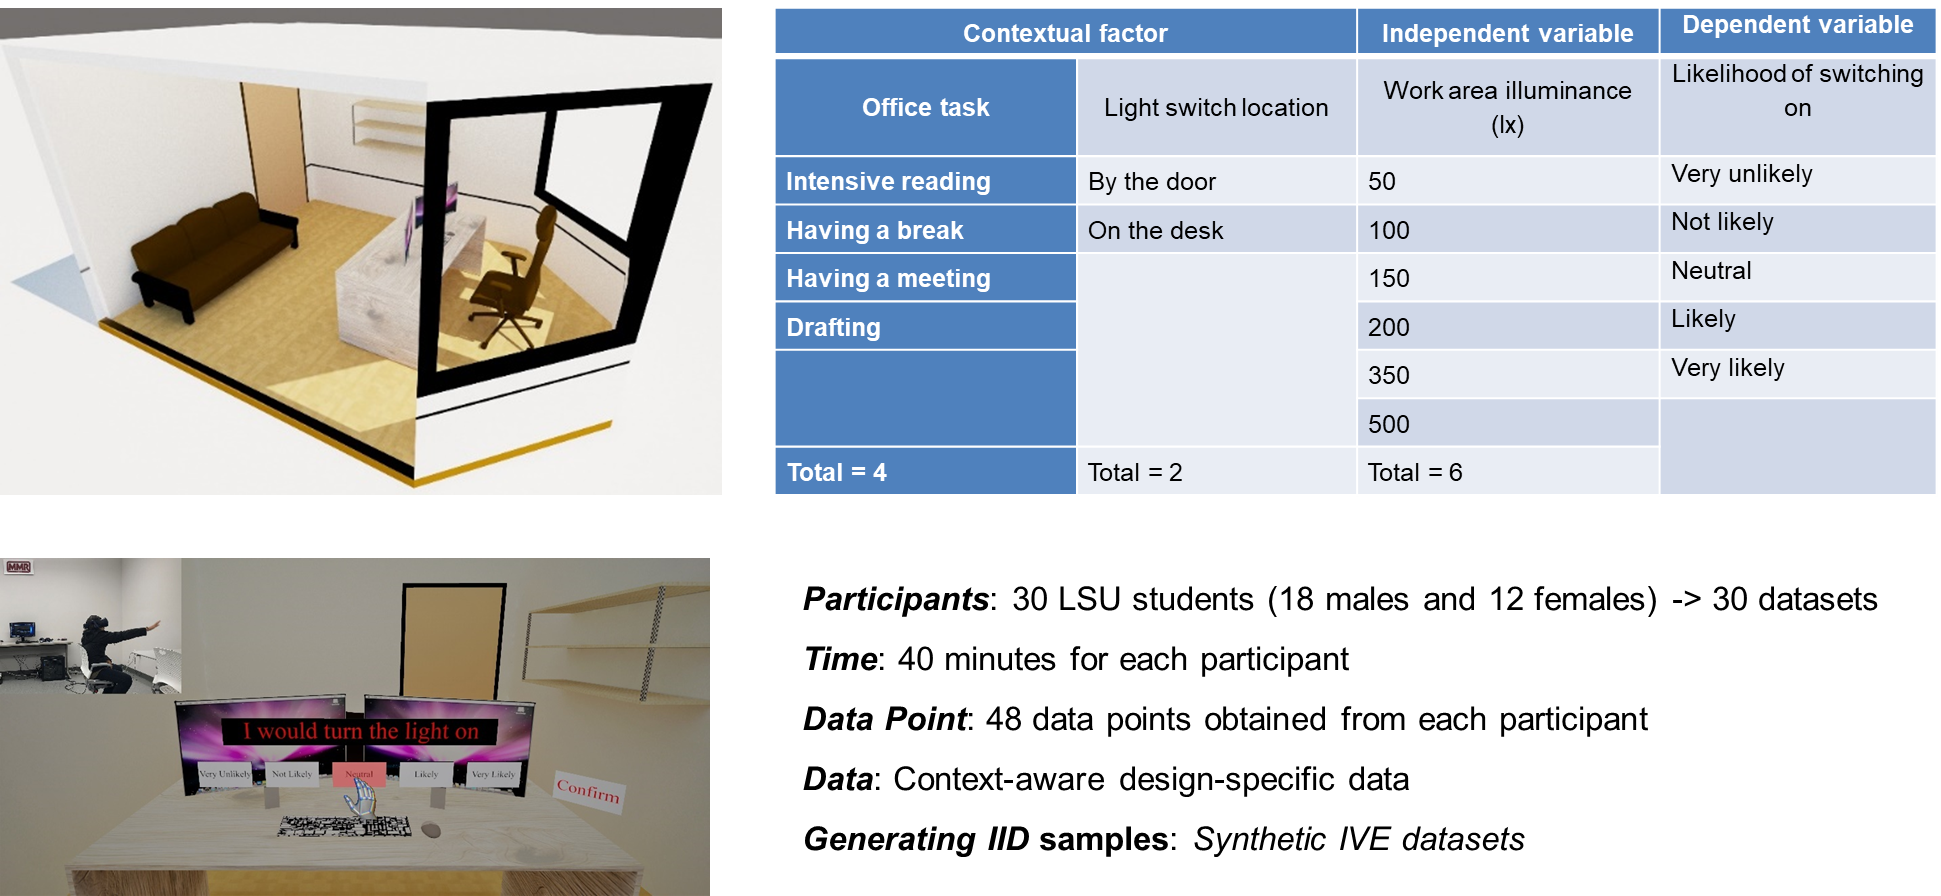 Contextual factor
Independent variable
Dependent variable
Office task
Light switch location
Work area illuminance
(lx)
Likelihood of switching
on
Intensive reading
By the door
50
Very unlikely
Having a break
On the desk
100
Not likely
Having a meeting
150
Neutral
Drafting
200
Likely
350
Very likely
500
Total = 4
Total = 2
Total = 6
MMR
I would turn the light on
Very Unlikely
Not Likely
Neutral
Likely
Very Likely
Confirm
Participants: 30 LSU students (18 males and 12 females) -> 30 datasets
Time: 40 minutes for each participant
Data Point: 48 data points obtained from each participant
Data: Context-aware design-specific data
Generating IID samples: Synthetic IVE datasets